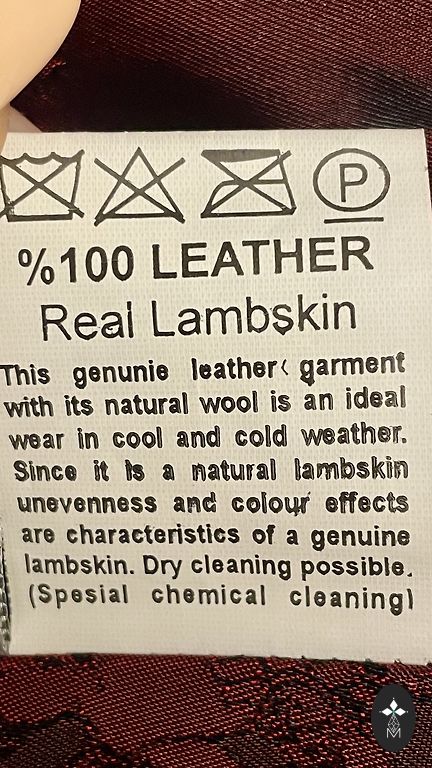 P
%100 LEATHER
Real Lambskin
This genunie leather‹ garment
with its natural wool is an ideal
wear in cool and cold weather.
Since it is a natural lambskin
unevenness and colour effects
are characteristics of a genuine
lambskin. Dry cleaning possible.
(Spesial chemical cleaning)